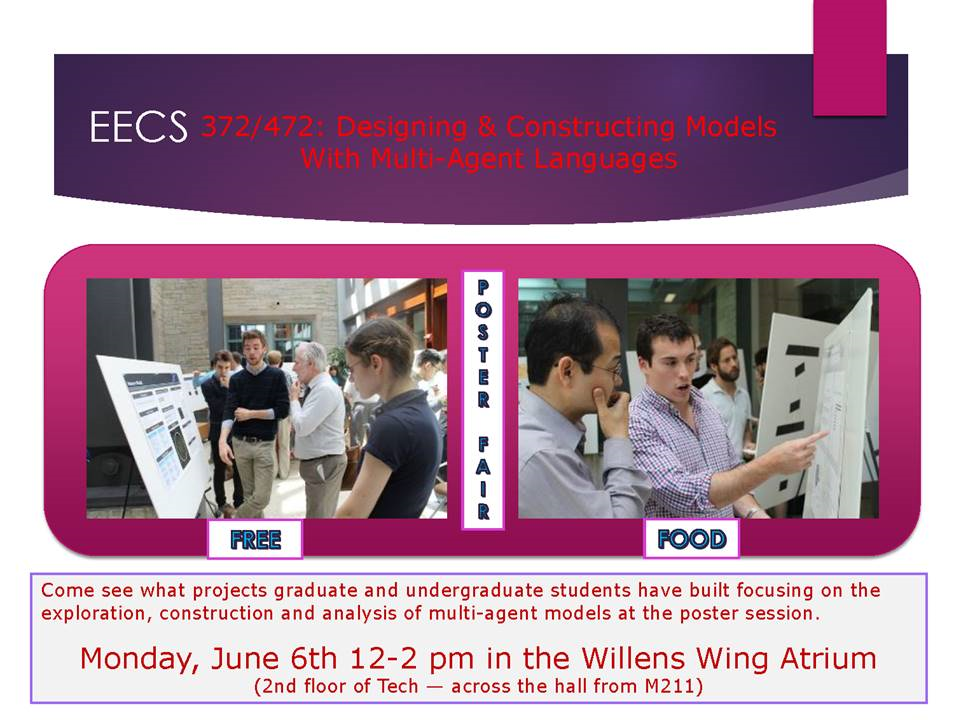 EECS 372/472: Designing & Constructing Models
With Multi-Agent Languages
POSTER FAIR
FREE
FOOD
Come see what projects graduate and undergraduate students have built focusing on the
exploration, construction and analysis of multi-agent models at the poster session.
Monday, June 6th 12-2 pm in the Willens Wing Atrium
(2nd floor of Tech — across the hall from M211)